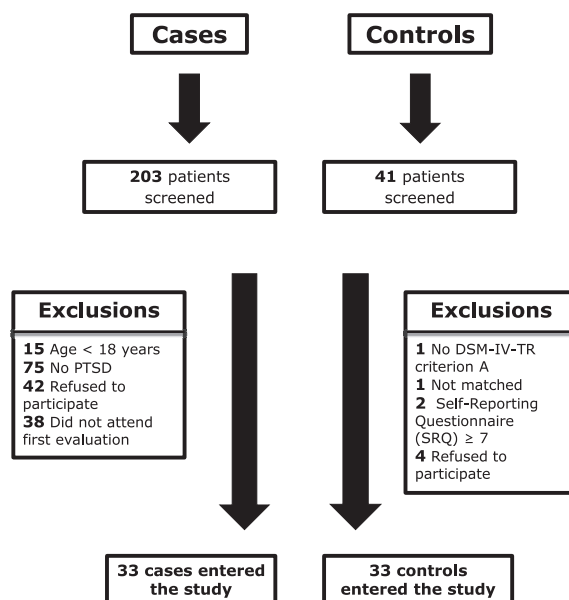 Cases
Controls
203 patients
screened
41 patients
screened
Exclusions
15 Age < 18 years
75 No PTSD
42 Refused to
participate
38 Did not attend
first evaluation
Exclusions
1 No DSM-IV-TR
criterion A
1 Not matched
2 Self-Reporting
Questionnaire
(SRQ) ≥ 7
4 Refused to
participate
33 cases entered
the study
33 controls
entered the study